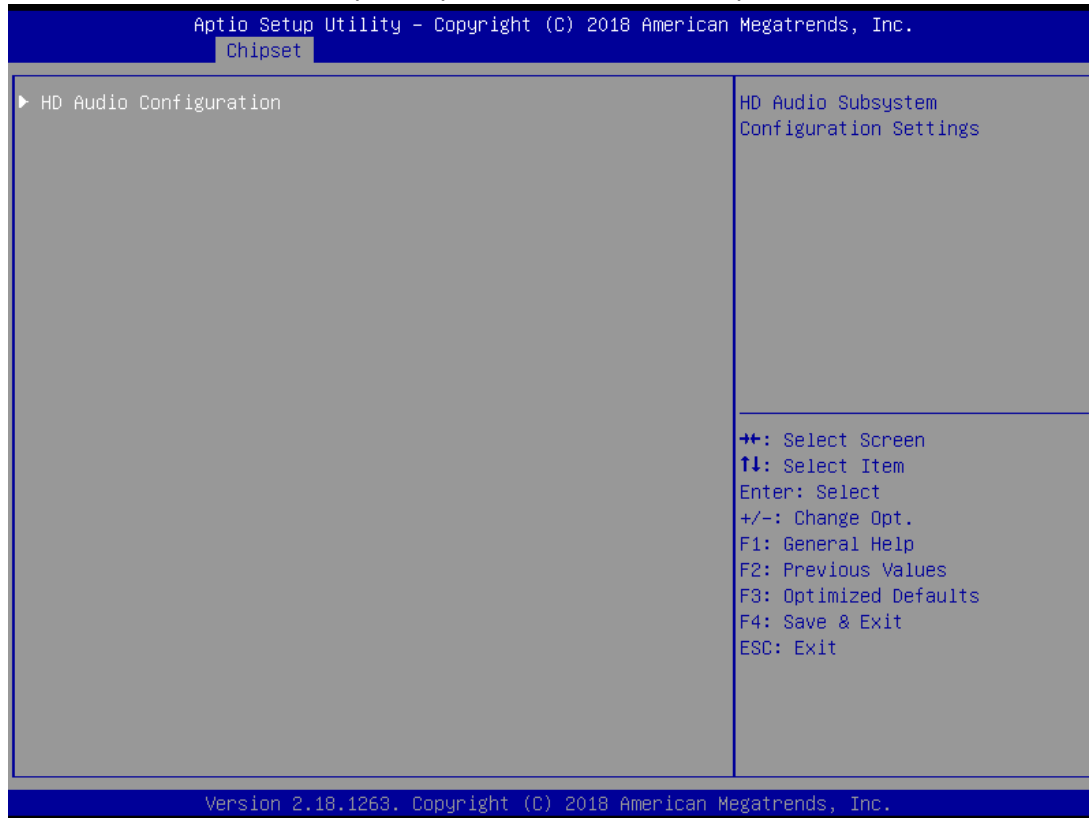 Aptio Setup Utility – Copyright (C) 2018 American Megatrends, Inc.
Chipset
▶ HD Audio Configuration
HD Audio Subsystem
Configuration Settings
→←: Select Screen
↑↓: Select Item
Enter: Select
+/-: Change Opt.
F1: General Help
F2: Previous Values
F3: Optimized Defaults
F4: Save & Exit
ESC: Exit
Version 2.18.1263. Copyright (C) 2018 American Megatrends, Inc.